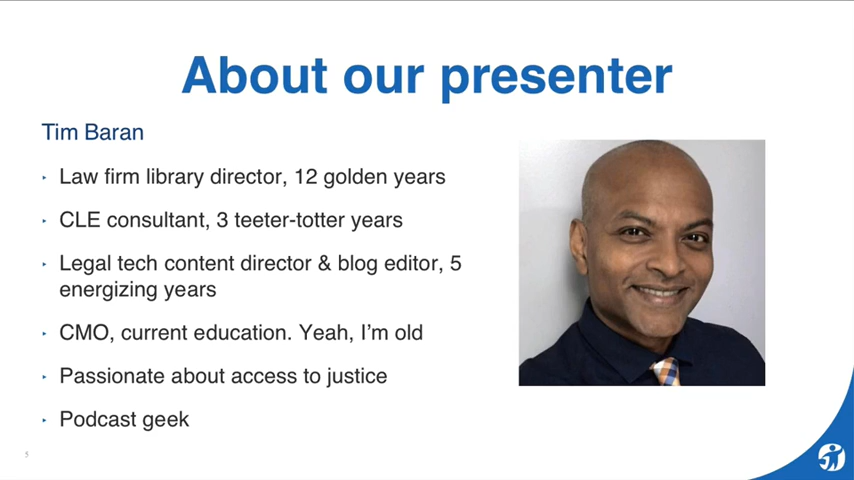 About our presenter
Tim Baran
‣ Law firm library director, 12 golden years
‣ CLE consultant, 3 teeter-totter years
‣ Legal tech content director & blog editor, 5
energizing years
‣ CMO, current education. Yeah, I'm old
‣ Passionate about access to justice
‣ Podcast geek
5